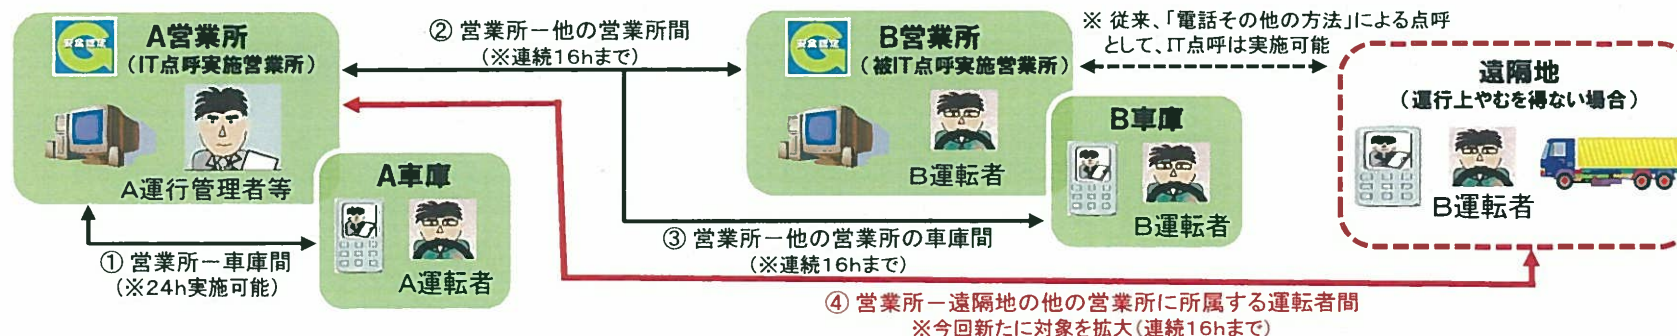 A営業所
(IT点呼実施営業所)
安全認定
A運行管理者等
A車庫
A運転者
① 営業所－車庫間
(※24h実施可能)
② 営業所－他の営業所間
(※連続16hまで)
B営業所
(被IT点呼実施営業所)
安全認定
B運転者
B車庫
B運転者
③ 営業所－他の営業所の車庫間
(※連続16hまで)
※ 従来、「電話その他の方法」による点呼
として、IT点呼は実施可能
遠隔地
(運行上やむを得ない場合)
B運転者
④ 営業所－遠隔地の他の営業所に所属する運転者間
※今回新たに対象を拡大(連続16hまで)